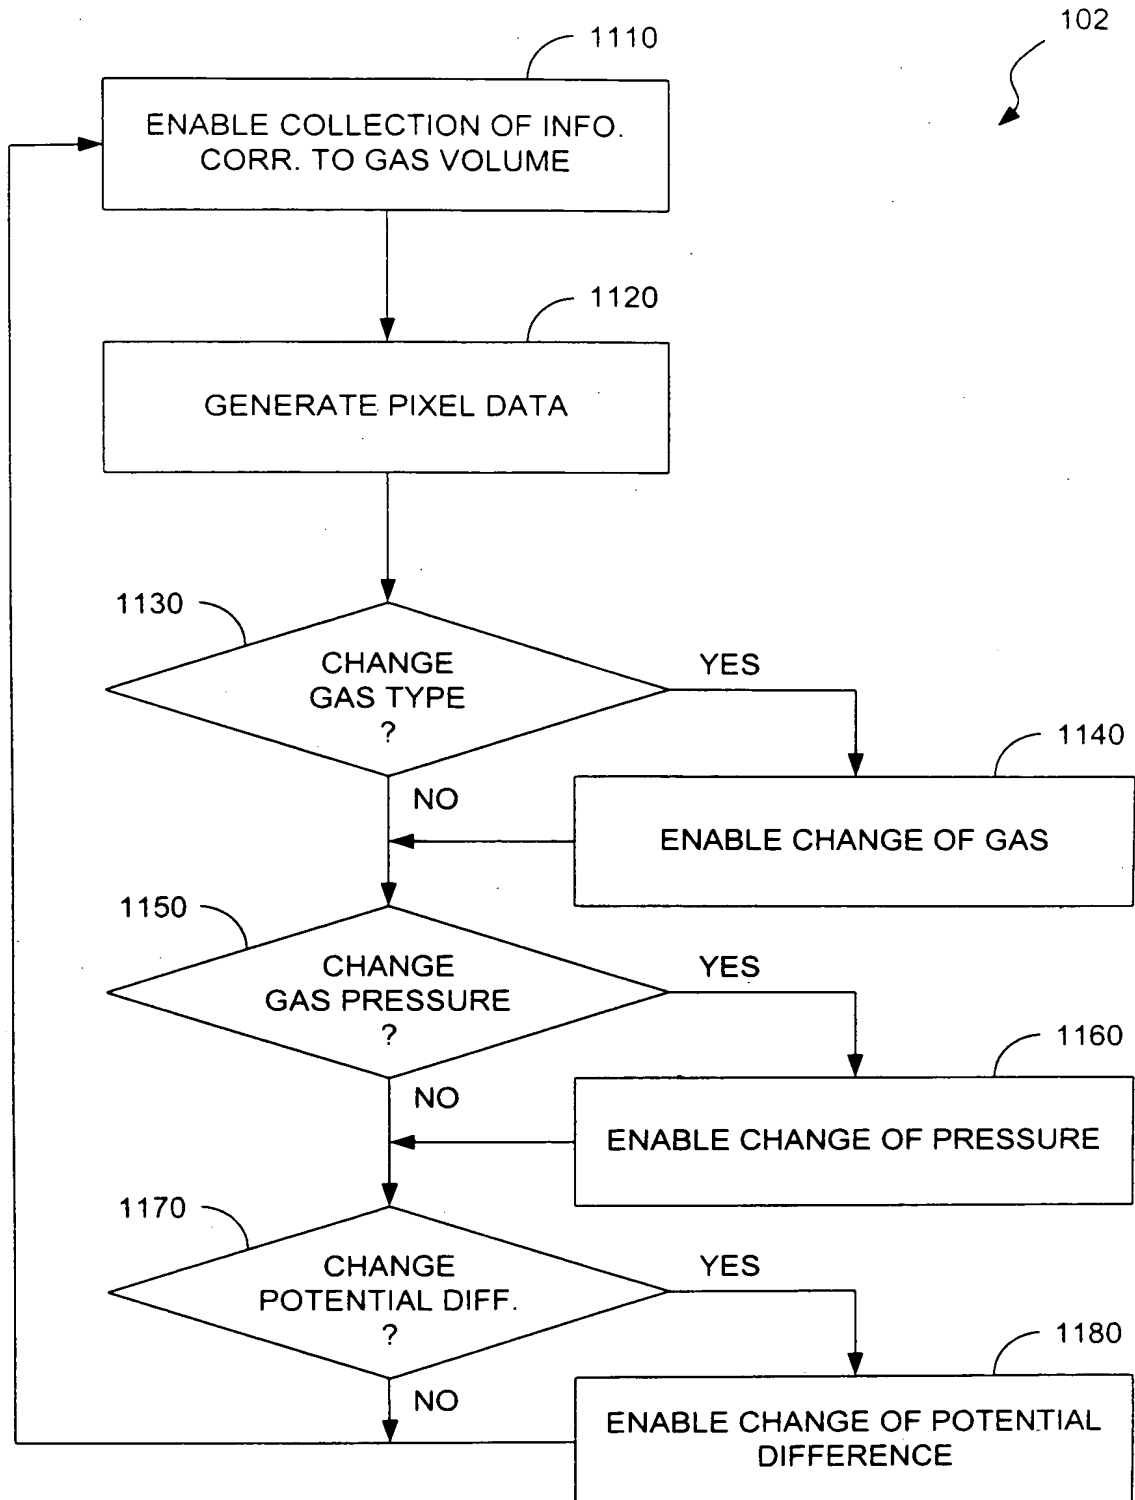 102
1110
ENABLE COLLECTION OF INFO.
CORR. TO GAS VOLUME
1120
GENERATE PIXEL DATA
1130
CHANGE
GAS TYPE
?
YES
NO
1140
ENABLE CHANGE OF GAS
1150
CHANGE
GAS PRESSURE
?
YES
NO
1160
ENABLE CHANGE OF PRESSURE
1170
CHANGE
POTENTIAL DIFF.
?
YES
NO
1180
ENABLE CHANGE OF POTENTIAL
DIFFERENCE